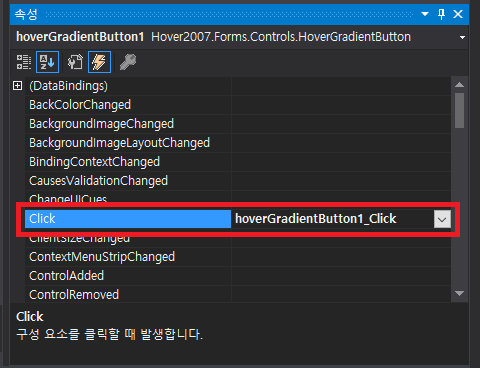 속성
hoverGradientButton1 Hover2007.Forms.Controls.HoverGradientButton
(DataBindings)
BackColorChanged
BackgroundImageChanged
BackgroundImageLayoutChanged
BindingContextChanged
CausesValidationChanged
ChangeUICues
Click hoverGradientButton1_Click
ClientSizeChanged
ContextMenuStripChanged
ControlAdded
ControlRemoved
Click
구성 요소를 클릭할 때 발생합니다.